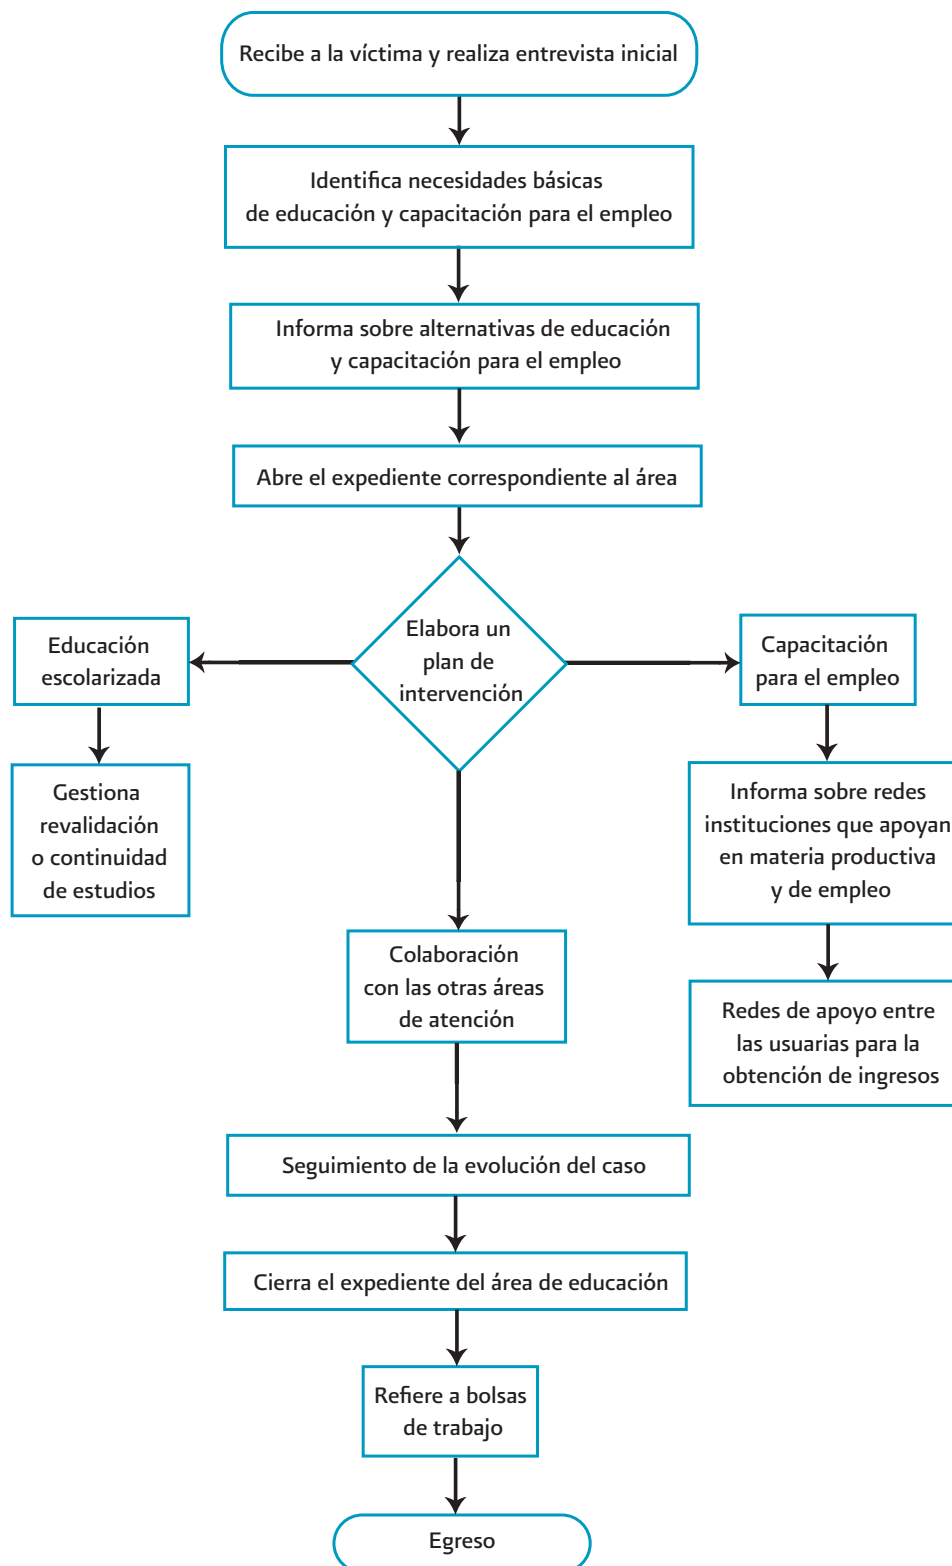 Recibe a la víctima y realiza entrevista inicial
Identifica necesidades básicas
de educación y capacitación para el empleo
Informa sobre alternativas de educación
y capacitación para el empleo
Abre el expediente correspondiente al área
Elabora un
plan de
intervención
Educación
escolarizada
Gestiona
revalidación
o continuidad
de estudios
Capacitación
para el empleo
Informa sobre redes
instituciones que apoyan
en materia productiva
y de empleo
Redes de apoyo entre
las usuarias para la
obtención de ingresos
Colaboración
con las otras áreas
de atención
Seguimiento de la evolución del caso
Cierra el expediente del área de educación
Refiere a bolsas
de trabajo
Egreso